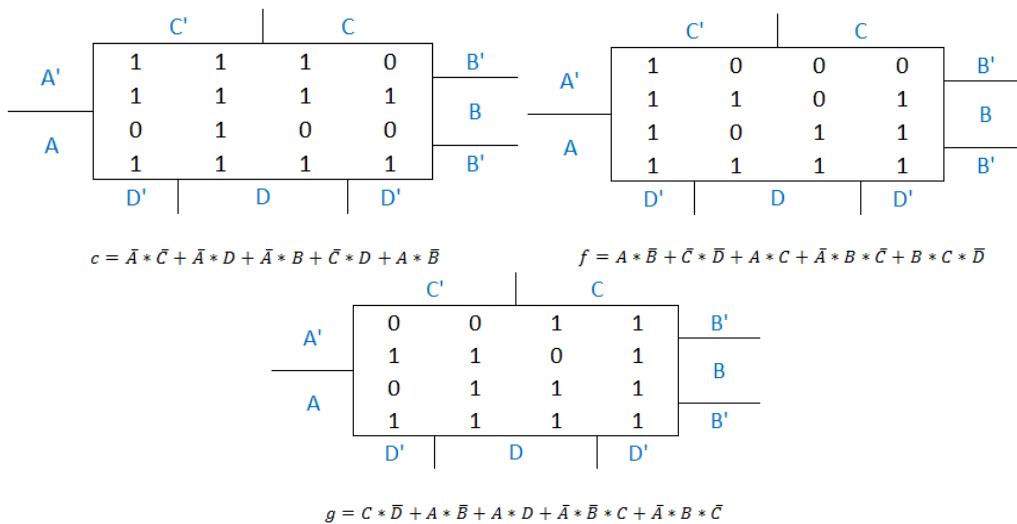 C' C C' C
A' 1 1 1 0 B' A' 1 0 0 0 B'
1 1 1 1 B 1 1 0 1 B
A 0 1 0 0 A 1 0 1 1
1 1 1 1 B' 1 1 1 1 B'
D' D D' D' D D'
c = Ā * C̄ + Ā * D + Ā * B + C̄ * D + A * B̄ f = A * B̄ + C̄ * D̄ + A * C + Ā * B * C̄ + B * C * D̄
C' C
A' 0 0 1 1 B'
1 1 0 1 B
A 0 1 1 1
1 1 1 1 B'
D' D D'
g = C * D̄ + A * B̄ + A * D + Ā * B̄ * C + Ā * B * C̄